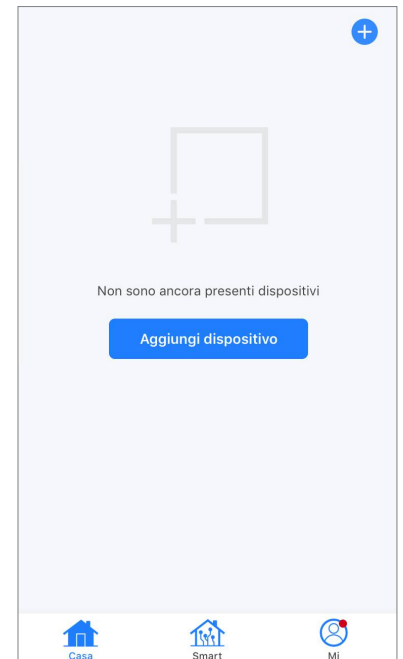 Non sono ancora presenti dispositivi
Aggiungi dispositivo
Casa
Smart
Mi